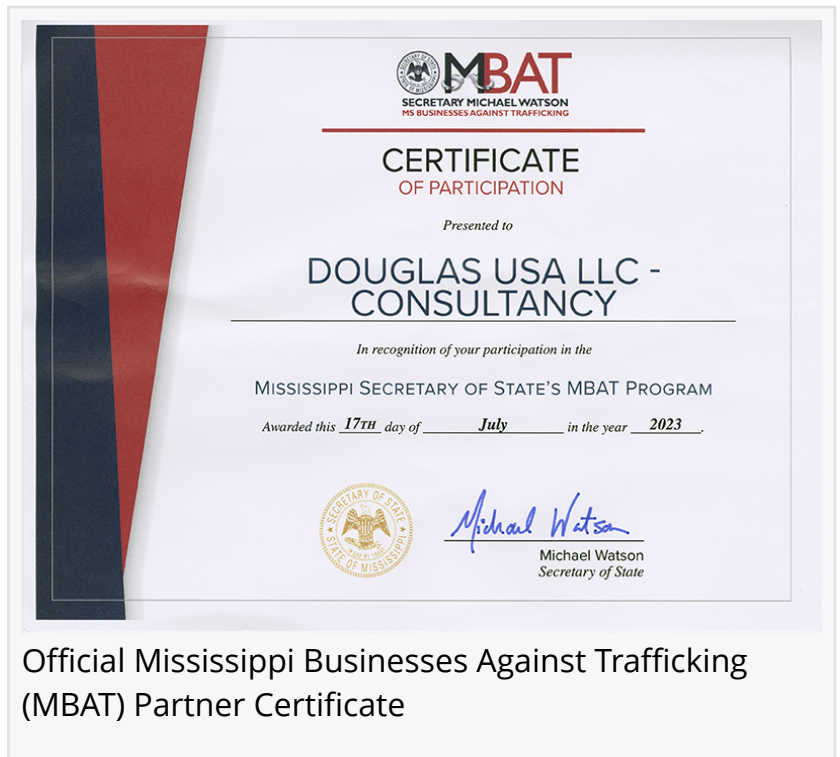 MBAT
SECRETARY MICHAEL WATSON
MS BUSINESSES AGAINST TRAFFICKING
CERTIFICATE
OF PARTICIPATION
Presented to
DOUGLAS USA LLC -
CONSULTANCY
In recognition of your participation in the
MISSISSIPPI SECRETARY OF STATE'S MBAT PROGRAM
Awarded this 17TH day of July in the year 2023.
SECRETARY OF STATE
STATE OF MISSISSIPPI
Michael Watson
Michael Watson
Secretary of State
Official Mississippi Businesses Against Trafficking
(MBAT) Partner Certificate